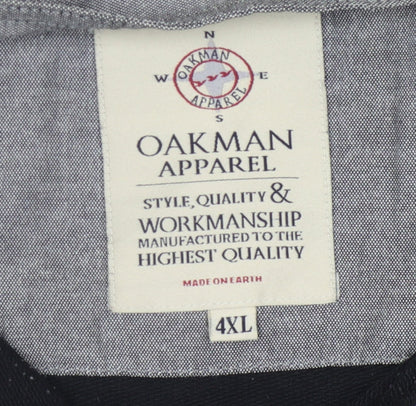 N
W E
OAKMAN
APPAREL
S
OAKMAN
APPAREL
STYLE, QUALITY &
WORKMANSHIP
MANUFACTURED TO THE
HIGHEST QUALITY
MADE ON EARTH
4XL